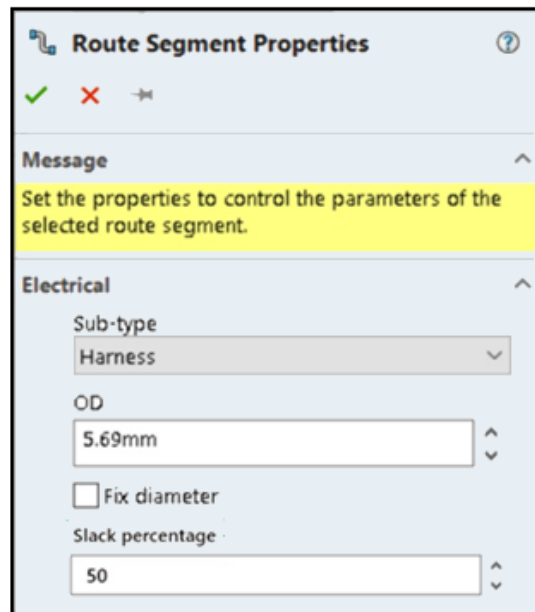 Route Segment Properties
Message
Set the properties to control the parameters of the
selected route segment.
Electrical
Sub-type
Harness
OD
5.69mm
Fix diameter
Slack percentage
50